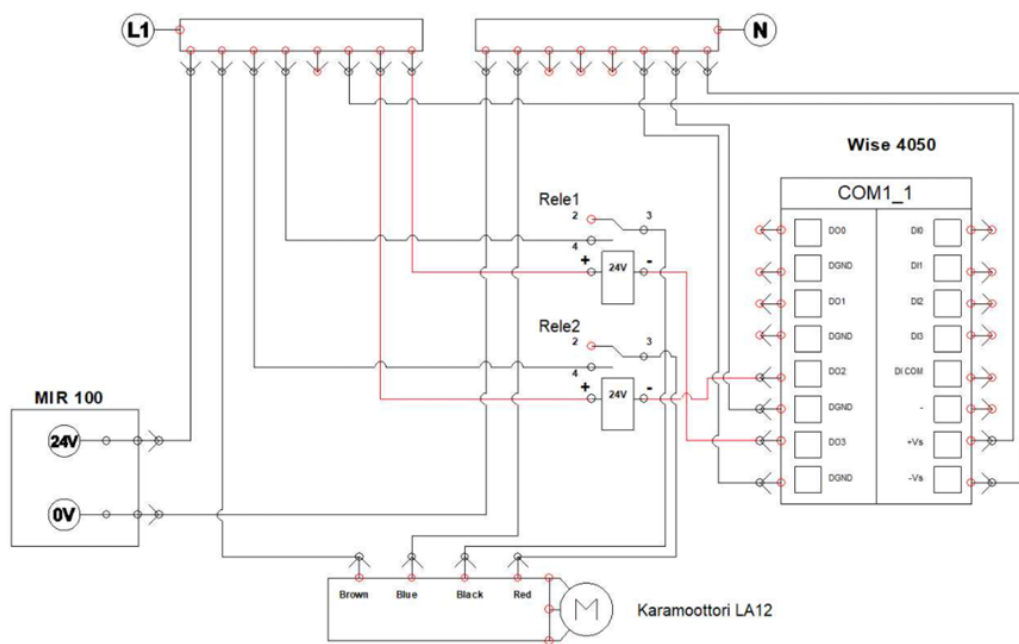 L1
N
Wise 4050
COM1_1
DO0
DI0
DGND
DI1
DO1
DI2
DGND
DI3
DO2
DI COM
DGND
-
DO3
+Vs
DGND
-Vs
Rele1
2
3
4
+
24V
-
Rele2
2
3
4
+
24V
-
MIR 100
24V
0V
Brown
Blue
Black
Red
M
Karamoottori LA12